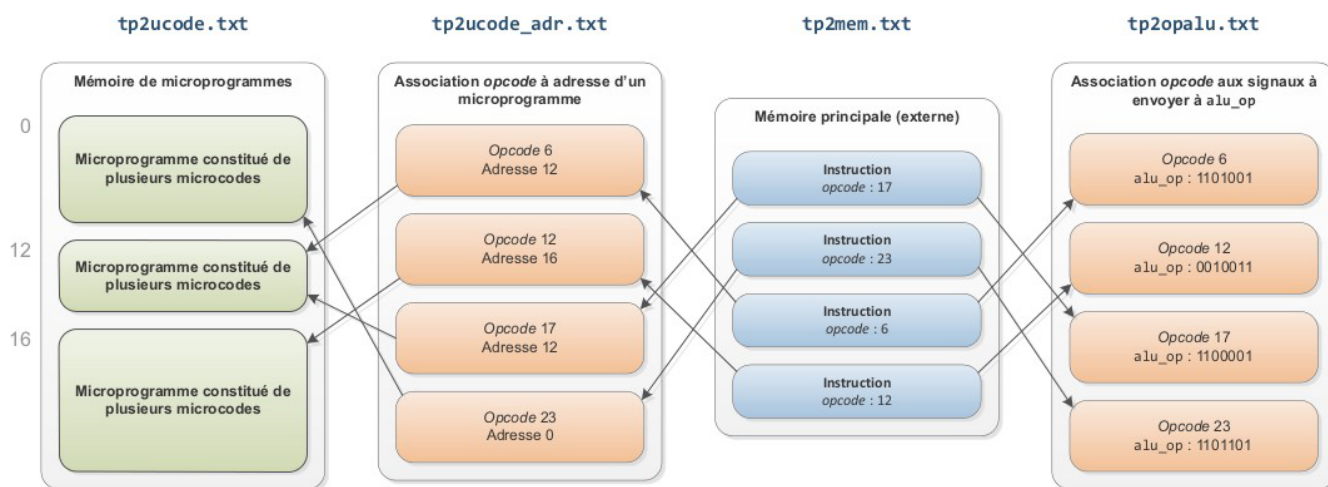 tp2ucode.txt
Mémoire de microprogrammes
0
Microprogramme constitué de
plusieurs microcodes
12
Microprogramme constitué de
plusieurs microcodes
16
Microprogramme constitué de
plusieurs microcodes
tp2ucode_adr.txt
Association opcode à adresse d'un
microprogramme
Opcode 6
Adresse 12
Opcode 12
Adresse 16
Opcode 17
Adresse 12
Opcode 23
Adresse 0
tp2mem.txt
Mémoire principale (externe)
Instruction
opcode : 17
Instruction
opcode : 23
Instruction
opcode : 6
Instruction
opcode : 12
tp2opalu.txt
Association opcode aux signaux à
envoyer à alu_op
Opcode 6
alu_op : 1101001
Opcode 12
alu_op : 0010011
Opcode 17
alu_op : 1100001
Opcode 23
alu_op : 1101101